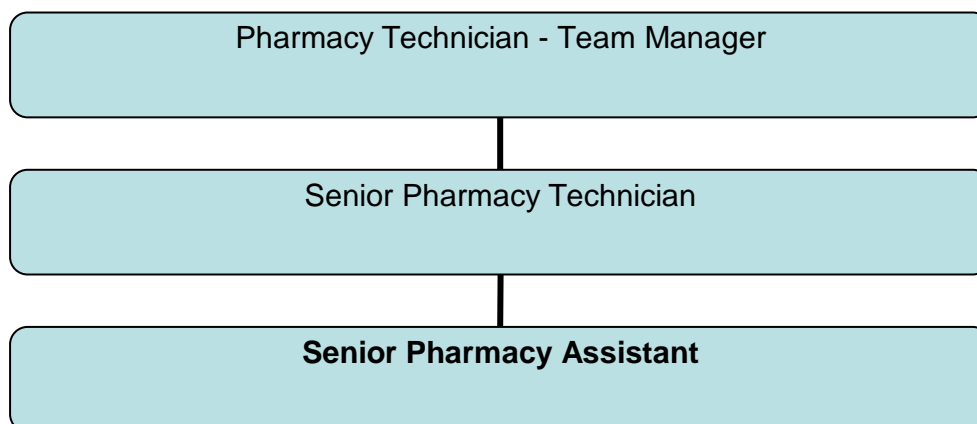 Pharmacy Technician - Team Manager
Senior Pharmacy Technician
Senior Pharmacy Assistant